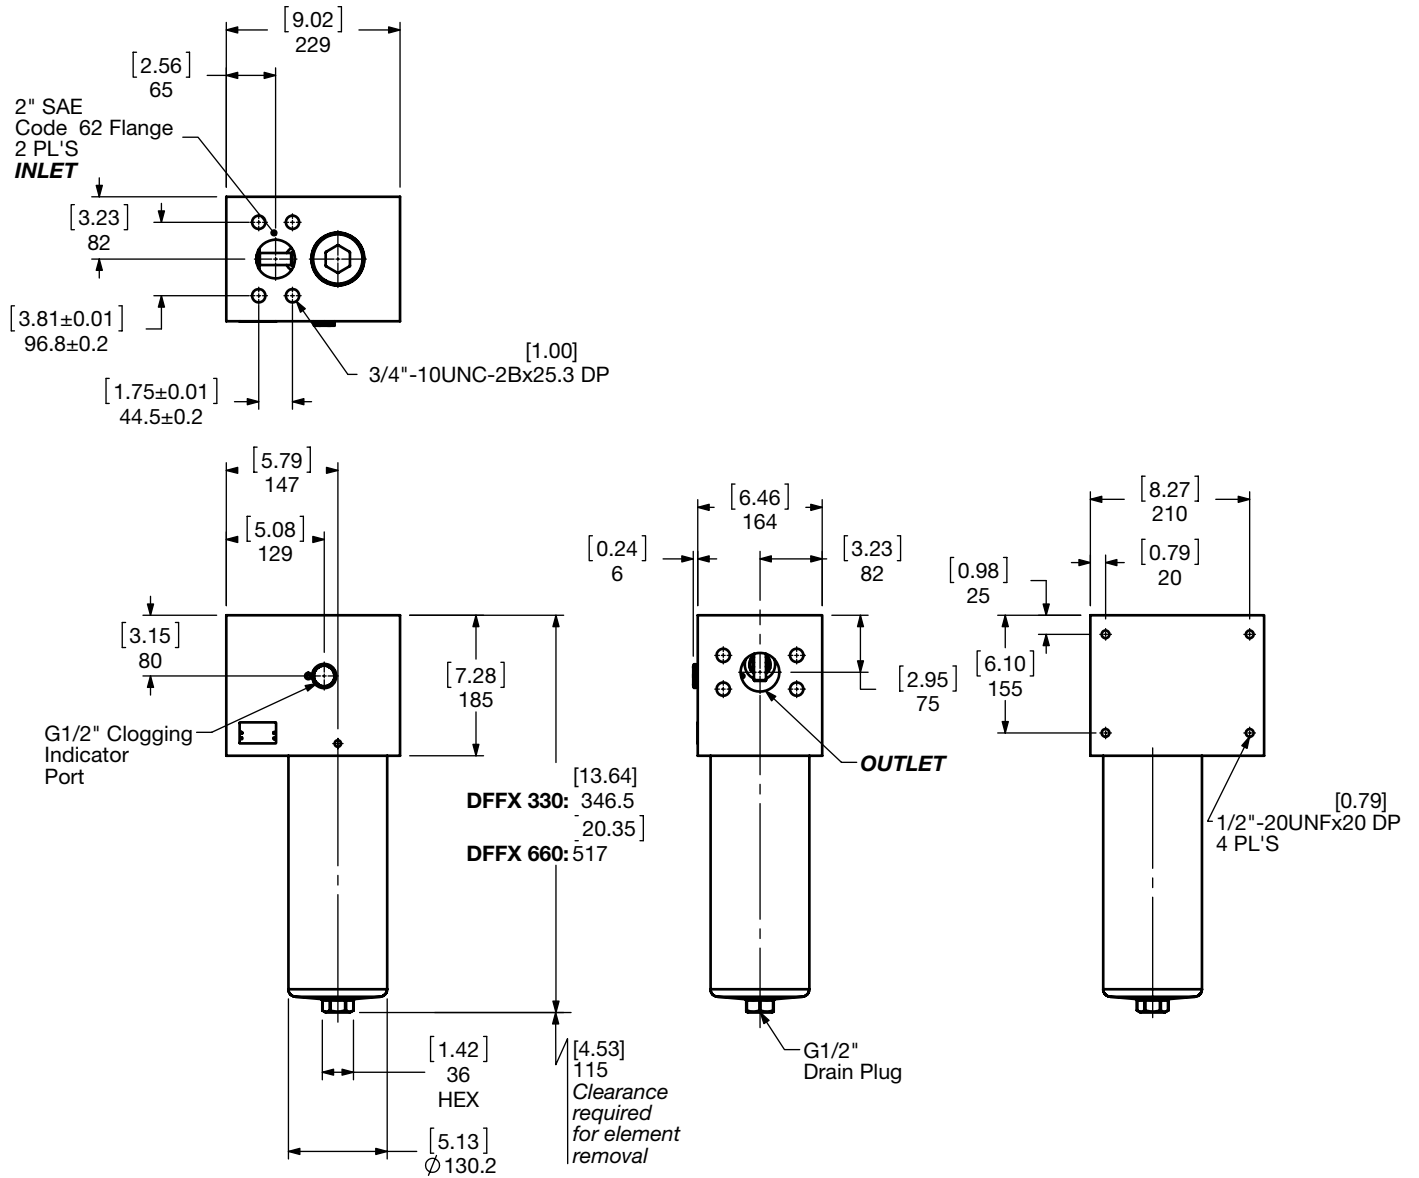 [9.02]
229
[2.56]
65
2" SAE
Code 62 Flange
2 PL'S
INLET
[3.23]
82
[3.81±0.01]
96.8±0.2
[1.00]
3/4"-10UNC-2Bx25.3 DP
[1.75±0.01]
44.5±0.2
[5.79]
147
[5.08]
129
[3.15]
80
G1/2" Clogging
Indicator
Port
[7.28]
185
[13.64]
DFFX 330: 346.5
[20.35]
DFFX 660: 517
[1.42]
36
HEX
[5.13]
Ø130.2
[4.53]
115
Clearance
required
for element
removal
[6.46]
164
[0.24]
6
[3.23]
82
[2.95]
75
OUTLET
G1/2"
Drain Plug
[8.27]
210
[0.79]
20
[0.98]
25
[6.10]
155
[0.79]
1/2"-20UNFx20 DP
4 PL'S